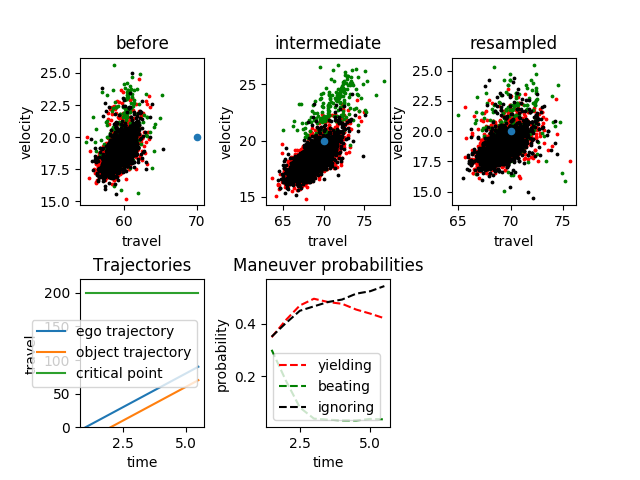 before
intermediate
resampled
velocity
25.0
22.5
20.0
17.5
15.0
60
70
travel
velocity
25
20
15
65
70
75
travel
velocity
25.0
22.5
20.0
17.5
15.0
65
70
75
travel
Trajectories
Maneuver probabilities
travel
200
150
100
50
0
ego trajectory
object trajectory
critical point
2.5
5.0
time
probability
0.4
0.2
yielding
beating
ignoring
2.5
5.0
time